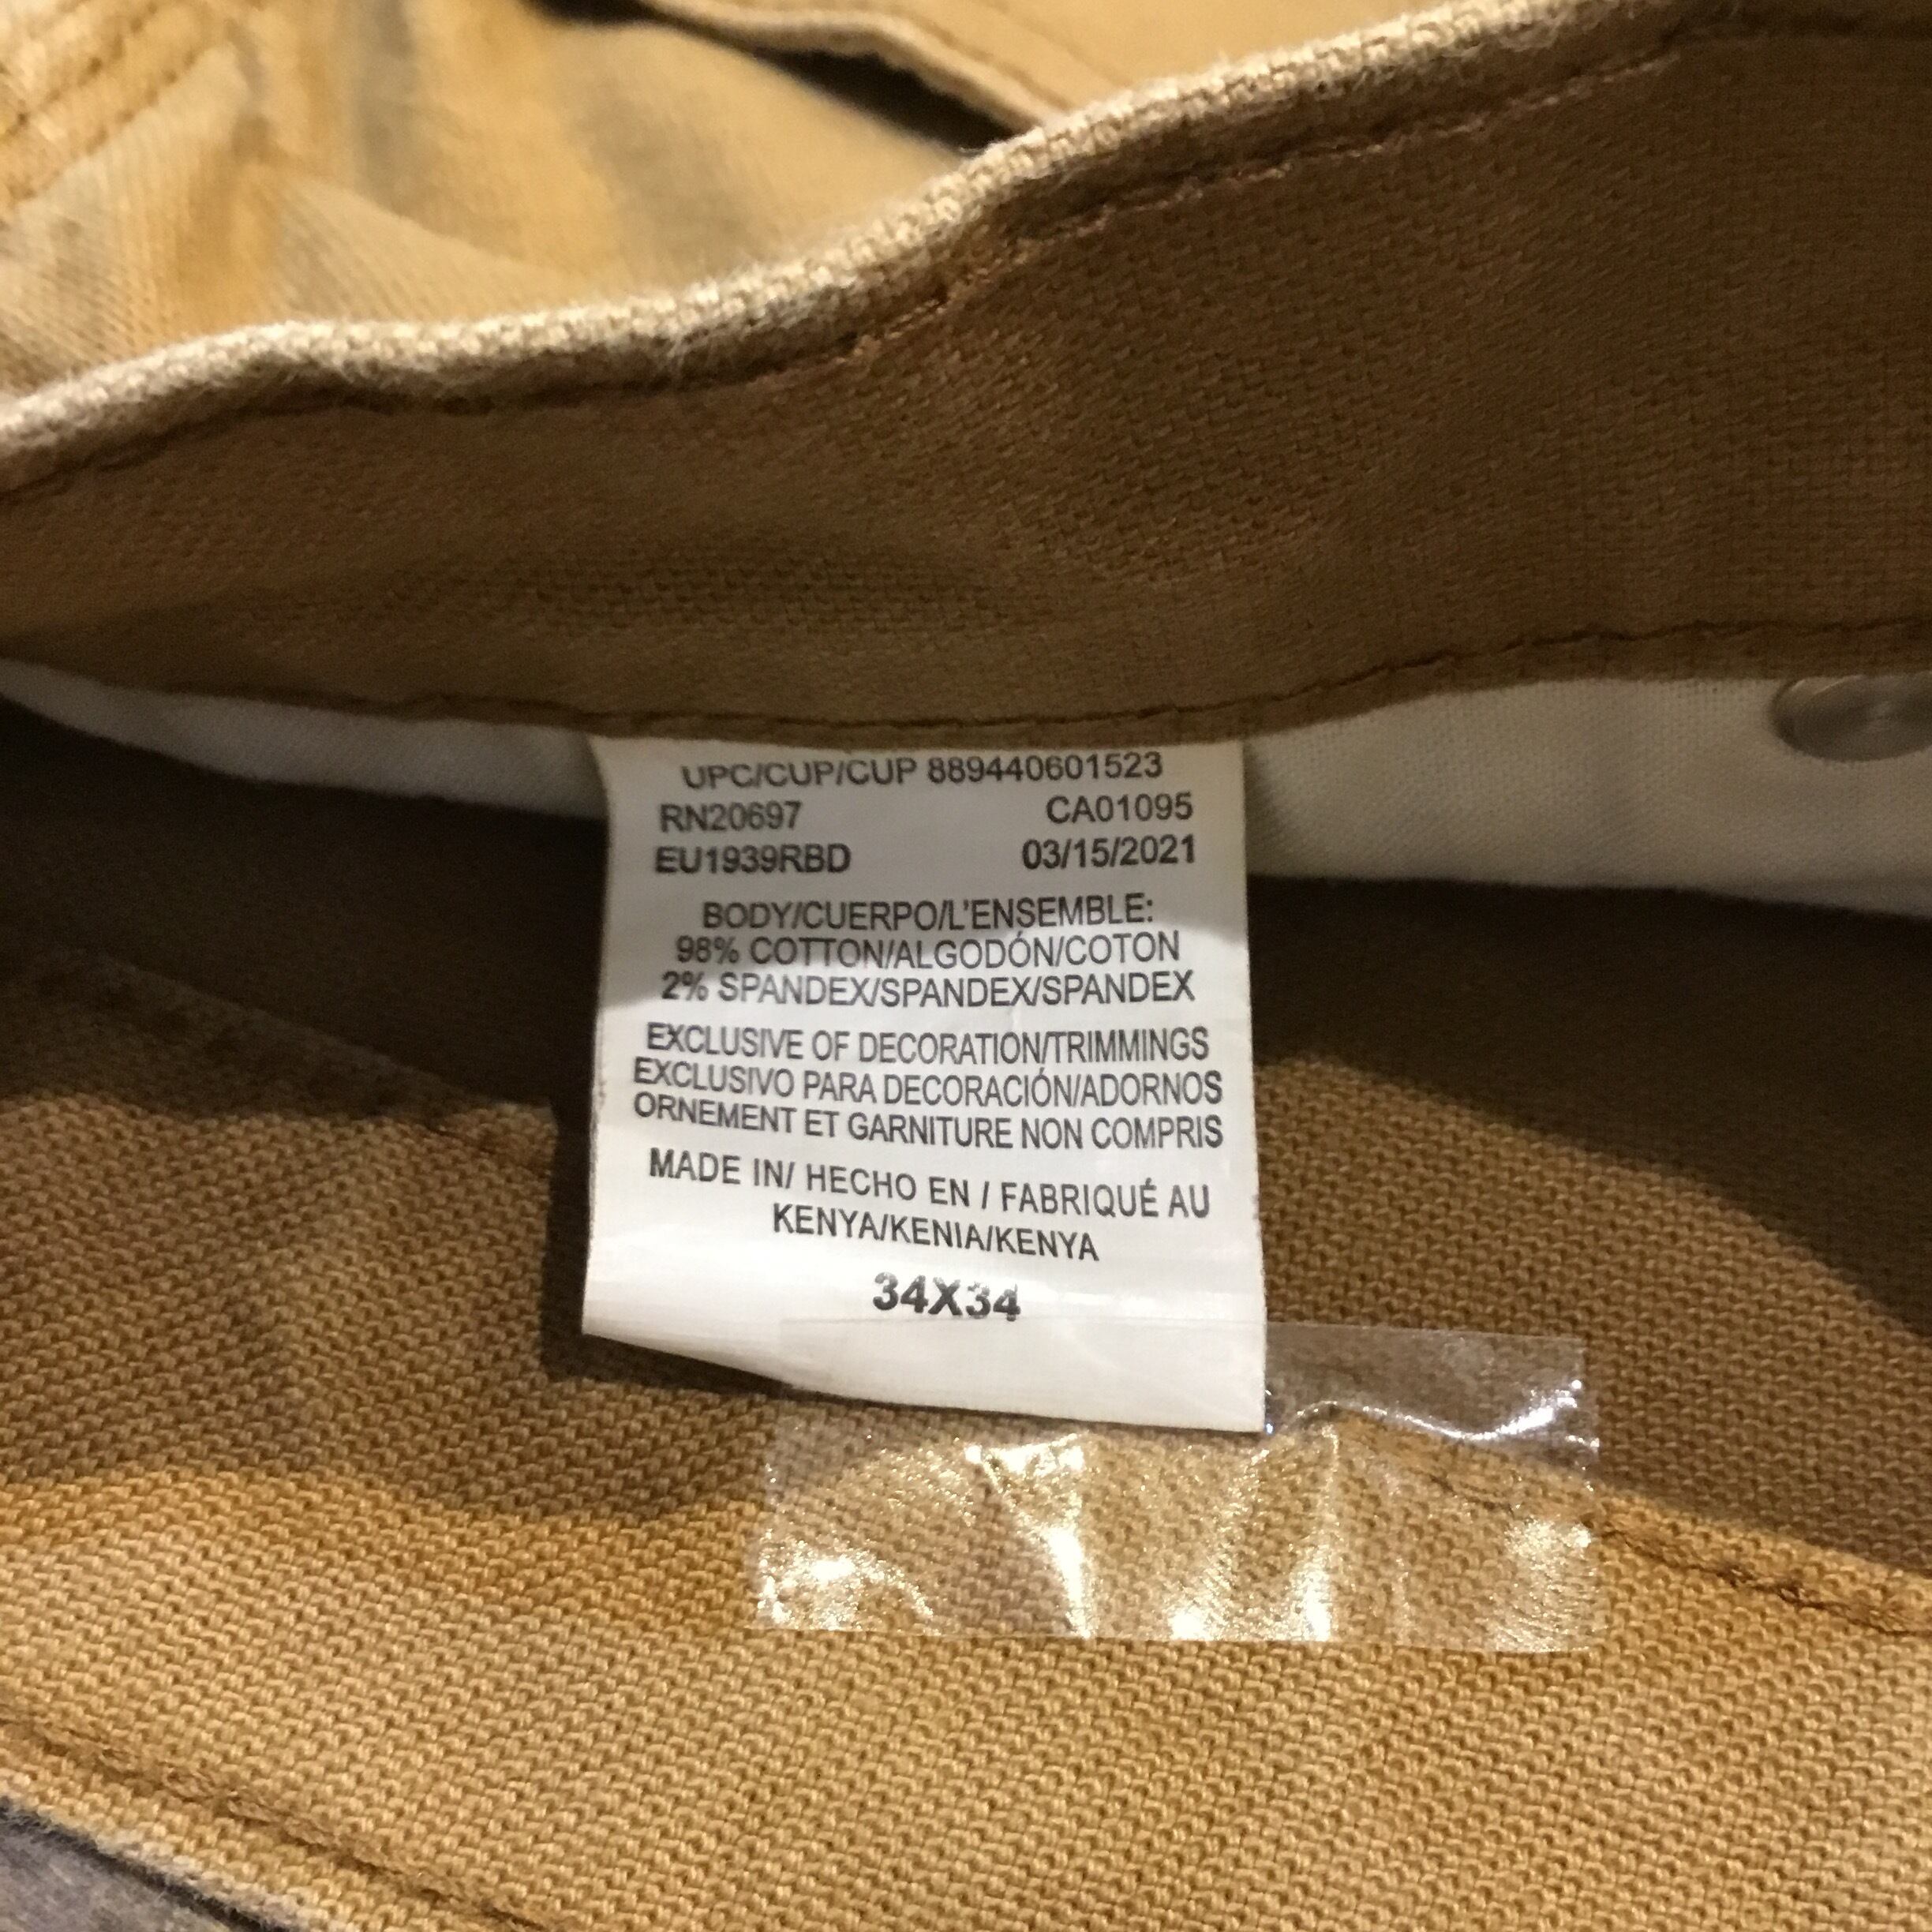 UPC/CUP/CUP 889440601523
RN20697 CA01095
EU1939RBD 03/15/2021
BODY/CUERPO/L'ENSEMBLE:
98% COTTON/ALGODÓN/COTON
2% SPANDEX/SPANDEX/SPANDEX
EXCLUSIVE OF DECORATION/TRIMMINGS
EXCLUSIVO PARA DECORACIÓN/ADORNOS
ORNEMENT ET GARNITURE NON COMPRIS
MADE IN/ HECHO EN / FABRIQUÉ AU
KENYA/KENIA/KENYA
34X34